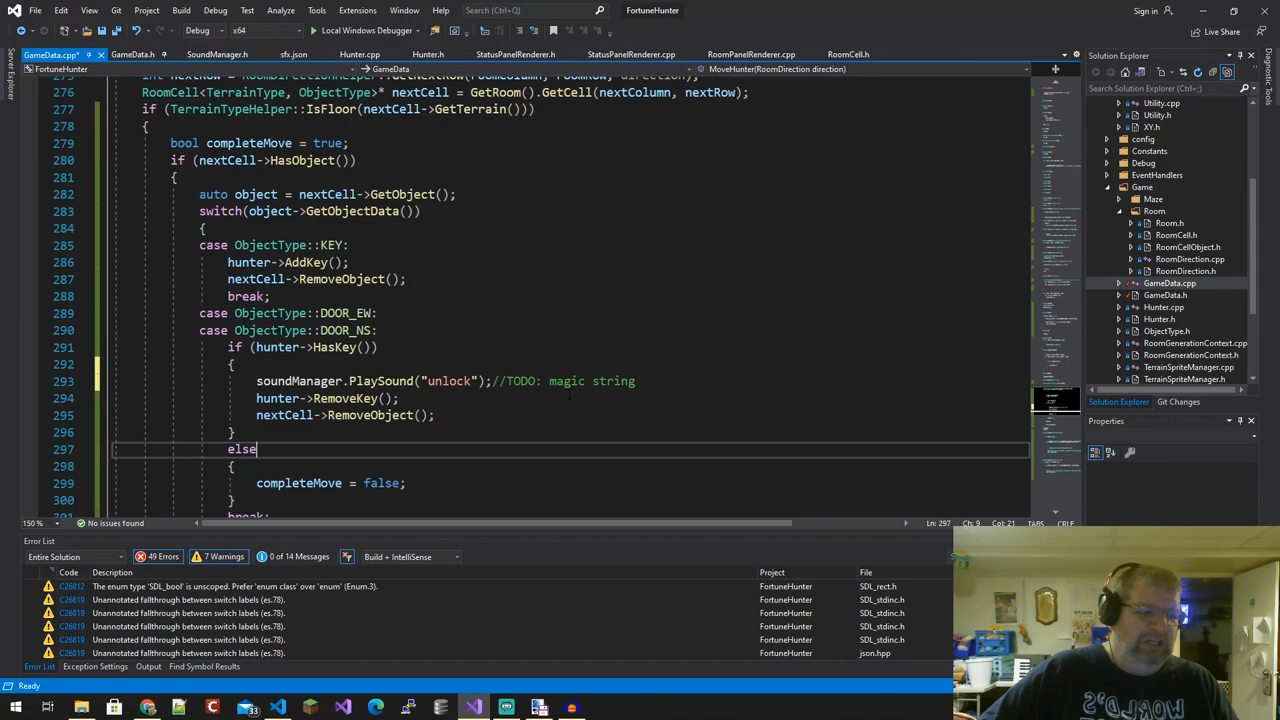 File Edit View Git Project Build Debug Test Analyze Tools Extensions Window Help Search (Ctrl+Q) FortuneHunter Sign in
Debug x64 Local Windows Debugger Live Share
GameData.cpp* GameData.h SoundManager.h sfx.json Hunter.cpp Hunter.h StatusPanelRenderer.h StatusPanelRenderer.cpp RoomPanelRenderer.cpp RoomCell.h
FortuneHunter GameData MoveHunter(RoomDirection direction)
Server Explorer
Diagnostic Tools
276 RoomCell<TerrainType, ObjectType>* nextCell = GetRoom().GetCell(nextColumn, nextRow);
277 if (TerrainTypeHelper::IsFloor(nextCell->GetTerrain()))
278 {
279 bool completeMove = true;
280 if (nextCell->HasObject())
281 {
282 auto object = nextCell->GetObject();
283 switch(object->GetObjectData())
284 {
285 case ObjectType::KEY:
286 hunter->AddKey();
287 nextCell->RemoveObject();
288 break;
289 case ObjectType::DOOR_EW:
290 case ObjectType::DOOR_NS:
291 if (hunter->HasKey())
292 {
293 soundManager.PlaySound("unlock");//TODO: magic string
294 hunter->RemoveKey();
295 nextCell->RemoveObject();
296 }
297 else
298 {
299 completeMove = false;
300 }
301 break;
150 % No issues found Ln: 297 Ch: 9 Col: 21 TABS CRLF
Solution Explorer
Search Solution Explorer (Ctrl+;)
Utility.cpp
Utility.h
XY.h
config
Constants
Debug
EventHandlers
Game
Maze
Room
Room.h
RoomCell.h
RoomCellObject.h
RoomDirection.cpp
RoomDirection.h
GameData.cpp
GameData.h
Hunter.cpp
Hunter.h
ObjectType.h
RoomGenerationContext.cpp
RoomGenerationContext.h
TerrainSpriteManager.cpp
TerrainSpriteManager.h
Solution Explorer Git Changes
Properties
Error List
Entire Solution 49 Errors 7 Warnings 0 of 14 Messages Build + IntelliSense
Code Description Project File
C26812 The enum type 'SDL_bool' is unscoped. Prefer 'enum class' over 'enum' (Enum.3). FortuneHunter SDL_rect.h
C26819 Unannotated fallthrough between switch labels (es.78). FortuneHunter SDL_stdinc.h
C26819 Unannotated fallthrough between switch labels (es.78). FortuneHunter SDL_stdinc.h
C26819 Unannotated fallthrough between switch labels (es.78). FortuneHunter SDL_stdinc.h
C26819 Unannotated fallthrough between switch labels (es.78). FortuneHunter SDL_stdinc.h
C26819 Unannotated fallthrough between switch labels (es.78). FortuneHunter json.hpp
Error List Exception Settings Output Find Symbol Results
Ready
WORLD'S